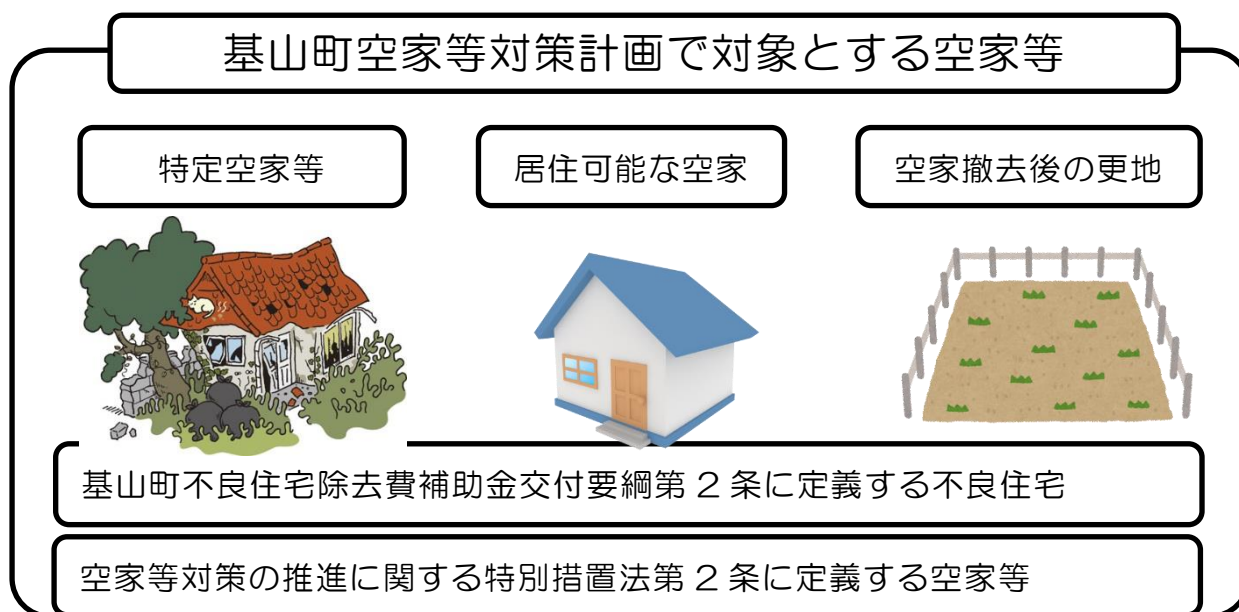 基山町空家等対策計画で対象とする空家等
特定空家等
居住可能な空家
空家撤去後の更地
基山町不良住宅除去費補助金交付要綱第２条に定義する不良住宅
空家等対策の推進に関する特別措置法第２条に定義する空家等